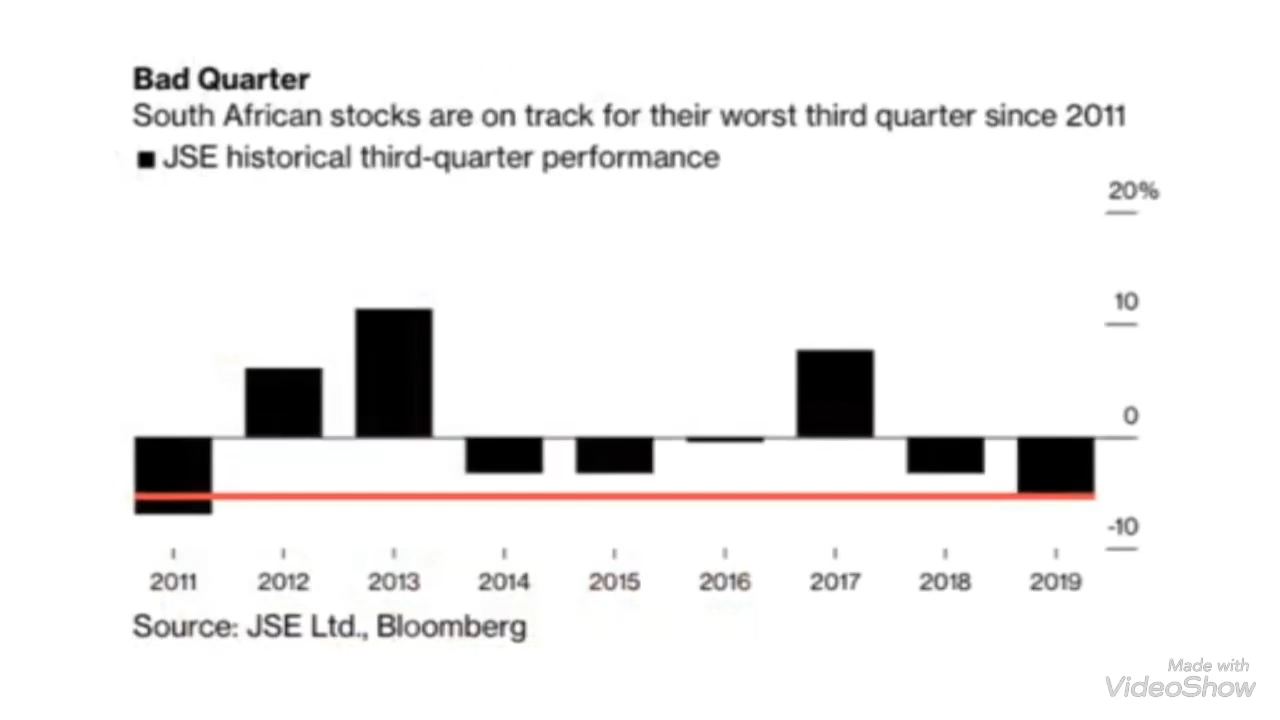 Bad Quarter
South African stocks are on track for their worst third quarter since 2011
JSE historical third-quarter performance
20%
10
0
-10
2011 2012 2013 2014 2015 2016 2017 2018 2019
Source: JSE Ltd., Bloomberg
Made with
VideoShow